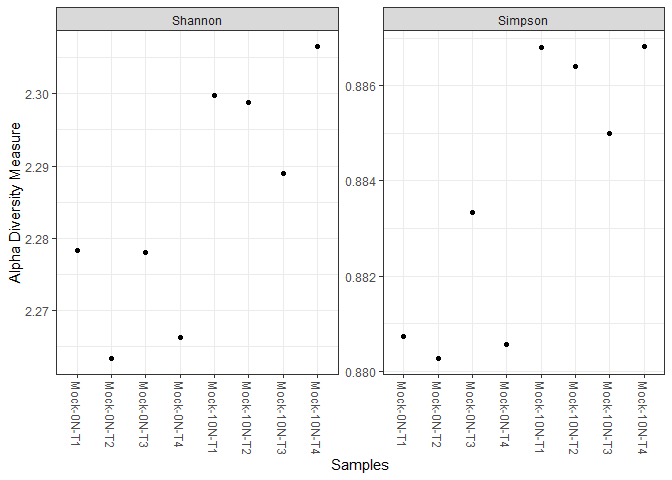 Shannon
Simpson
Alpha Diversity Measure
2.30
2.29
2.28
2.27
0.886
0.884
0.882
0.880
Mock-0N-T1
Mock-0N-T2
Mock-0N-T3
Mock-0N-T4
Mock-10N-T1
Mock-10N-T2
Mock-10N-T3
Mock-10N-T4
Mock-0N-T1
Mock-0N-T2
Mock-0N-T3
Mock-0N-T4
Mock-10N-T1
Mock-10N-T2
Mock-10N-T3
Mock-10N-T4
Samples